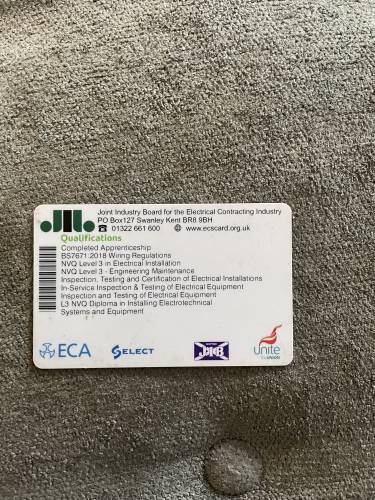 JIB.
Joint Industry Board for the Electrical Contracting Industry
PO Box127 Swanley Kent BR8 9BH
☎ 01322 661 600 www.ecscard.org.uk
Qualifications
Completed Apprenticeship
BS7671:2018 Wiring Regulations
NVQ Level 3 in Electrical Installation
NVQ Level 3 - Engineering Maintenance
Inspection, Testing and Certification of Electrical Installations
In-Service Inspection & Testing of Electrical Equipment
Inspection and Testing of Electrical Equipment
L3 NVQ Diploma in Installing Electrotechnical
Systems and Equipment
ECA SELECT unite
the UNION